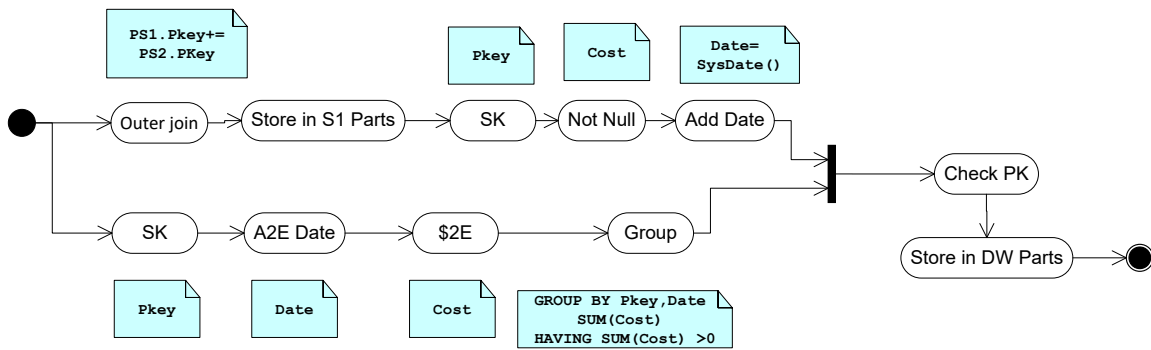 PS1.Pkey+=
PS2.PKey
Pkey
Cost
Date=
SysDate()
Outer join
Store in S1 Parts
SK
Not Null
Add Date
Check PK
SK
A2E Date
$2E
Group
Store in DW Parts
Pkey
Date
Cost
GROUP BY Pkey,Date
SUM(Cost)
HAVING SUM(Cost) >0